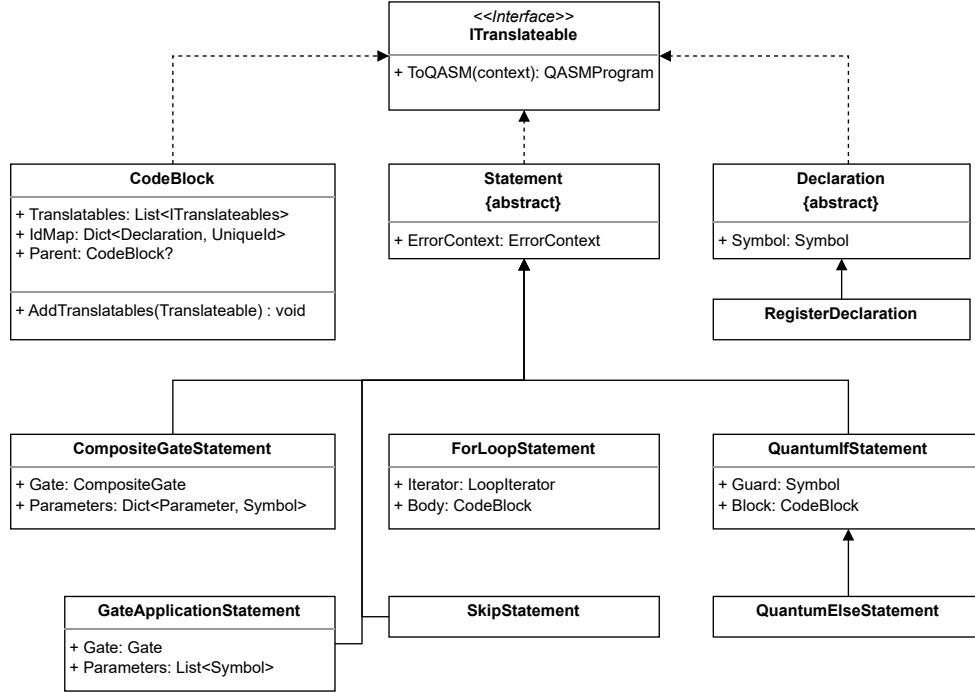 <<Interface>>
ITranslateable
+ ToQASM(context): QASMProgram
CodeBlock
+ Translatables: List<ITranslateables>
+ IdMap: Dict<Declaration, UniqueId>
+ Parent: CodeBlock?
+ AddTranslatables(Translateable) : void
Statement
{abstract}
+ ErrorContext: ErrorContext
Declaration
{abstract}
+ Symbol: Symbol
RegisterDeclaration
CompositeGateStatement
+ Gate: CompositeGate
+ Parameters: Dict<Parameter, Symbol>
ForLoopStatement
+ Iterator: LoopIterator
+ Body: CodeBlock
QuantumIfStatement
+ Guard: Symbol
+ Block: CodeBlock
GateApplicationStatement
+ Gate: Gate
+ Parameters: List<Symbol>
SkipStatement
QuantumElseStatement